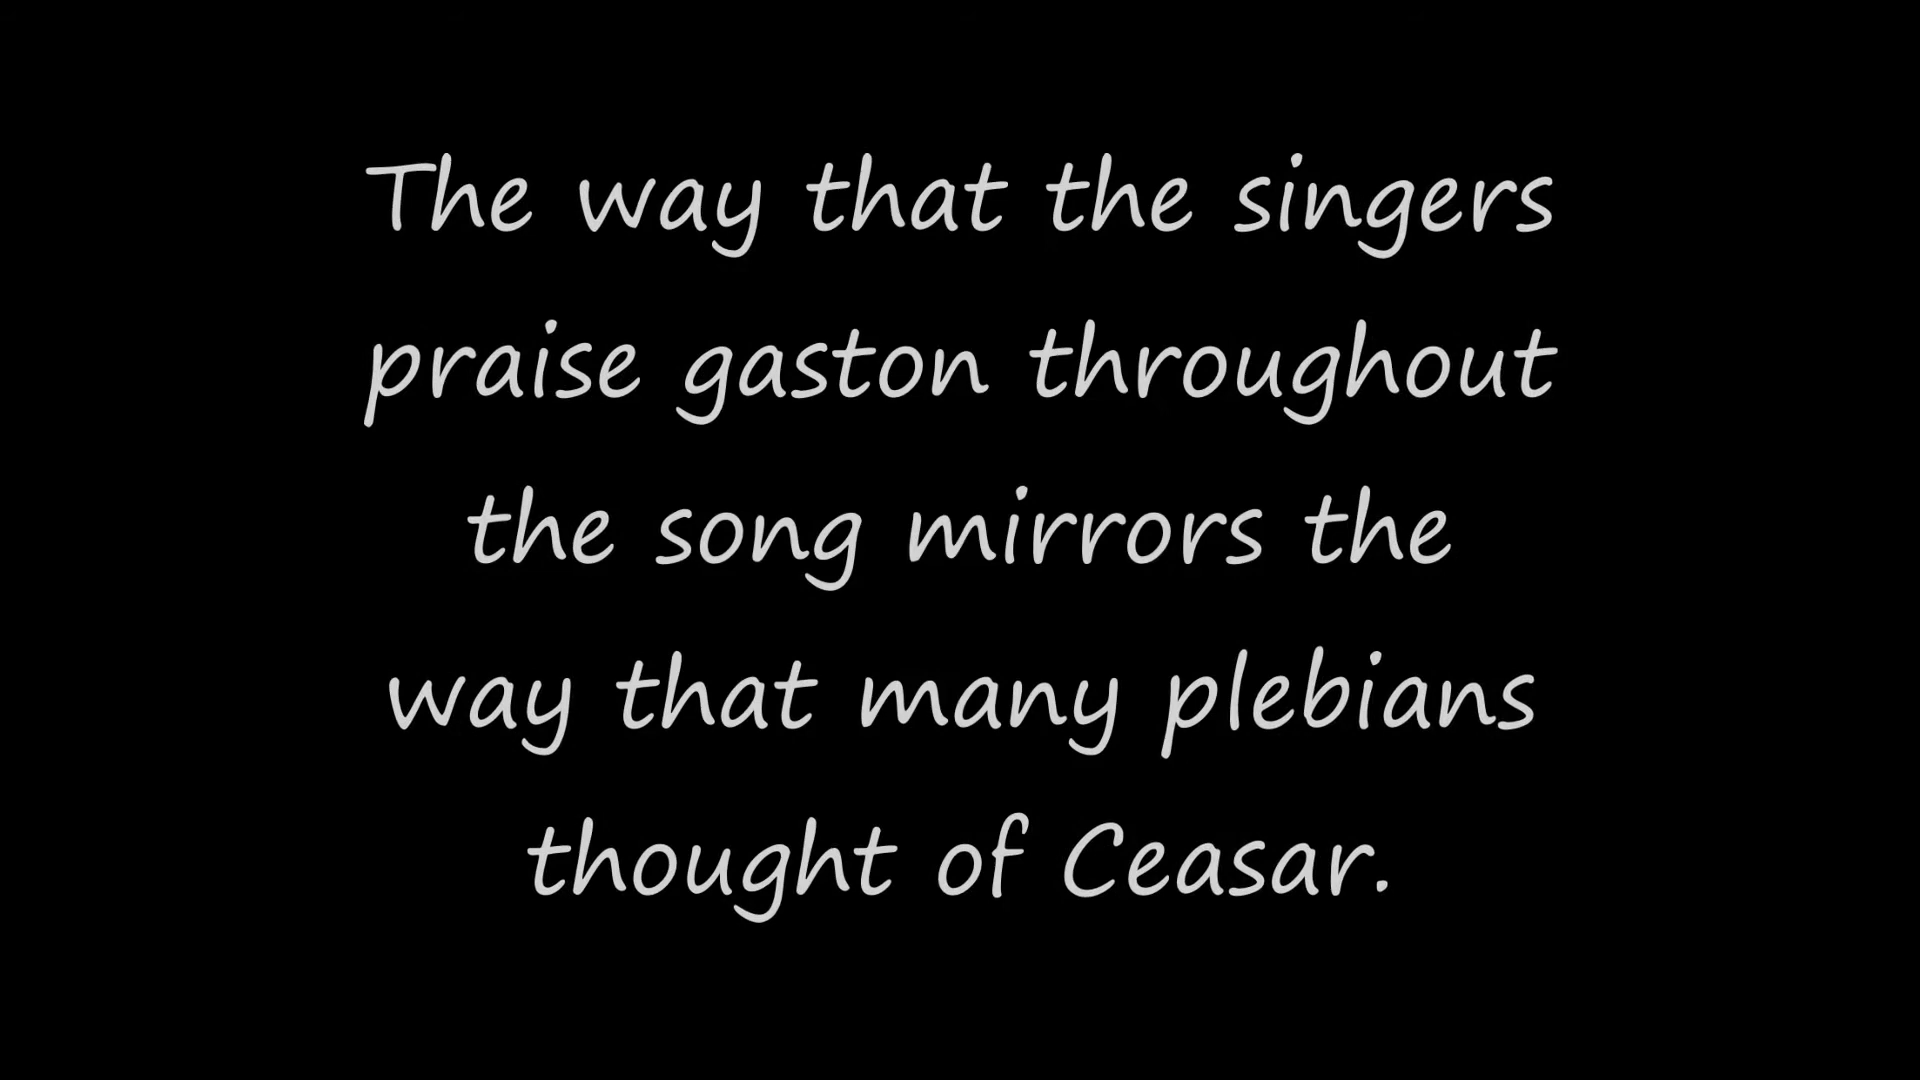 The way that the singers
praise gaston throughout
the song mirrors the
way that many plebians
thought of Ceasar.